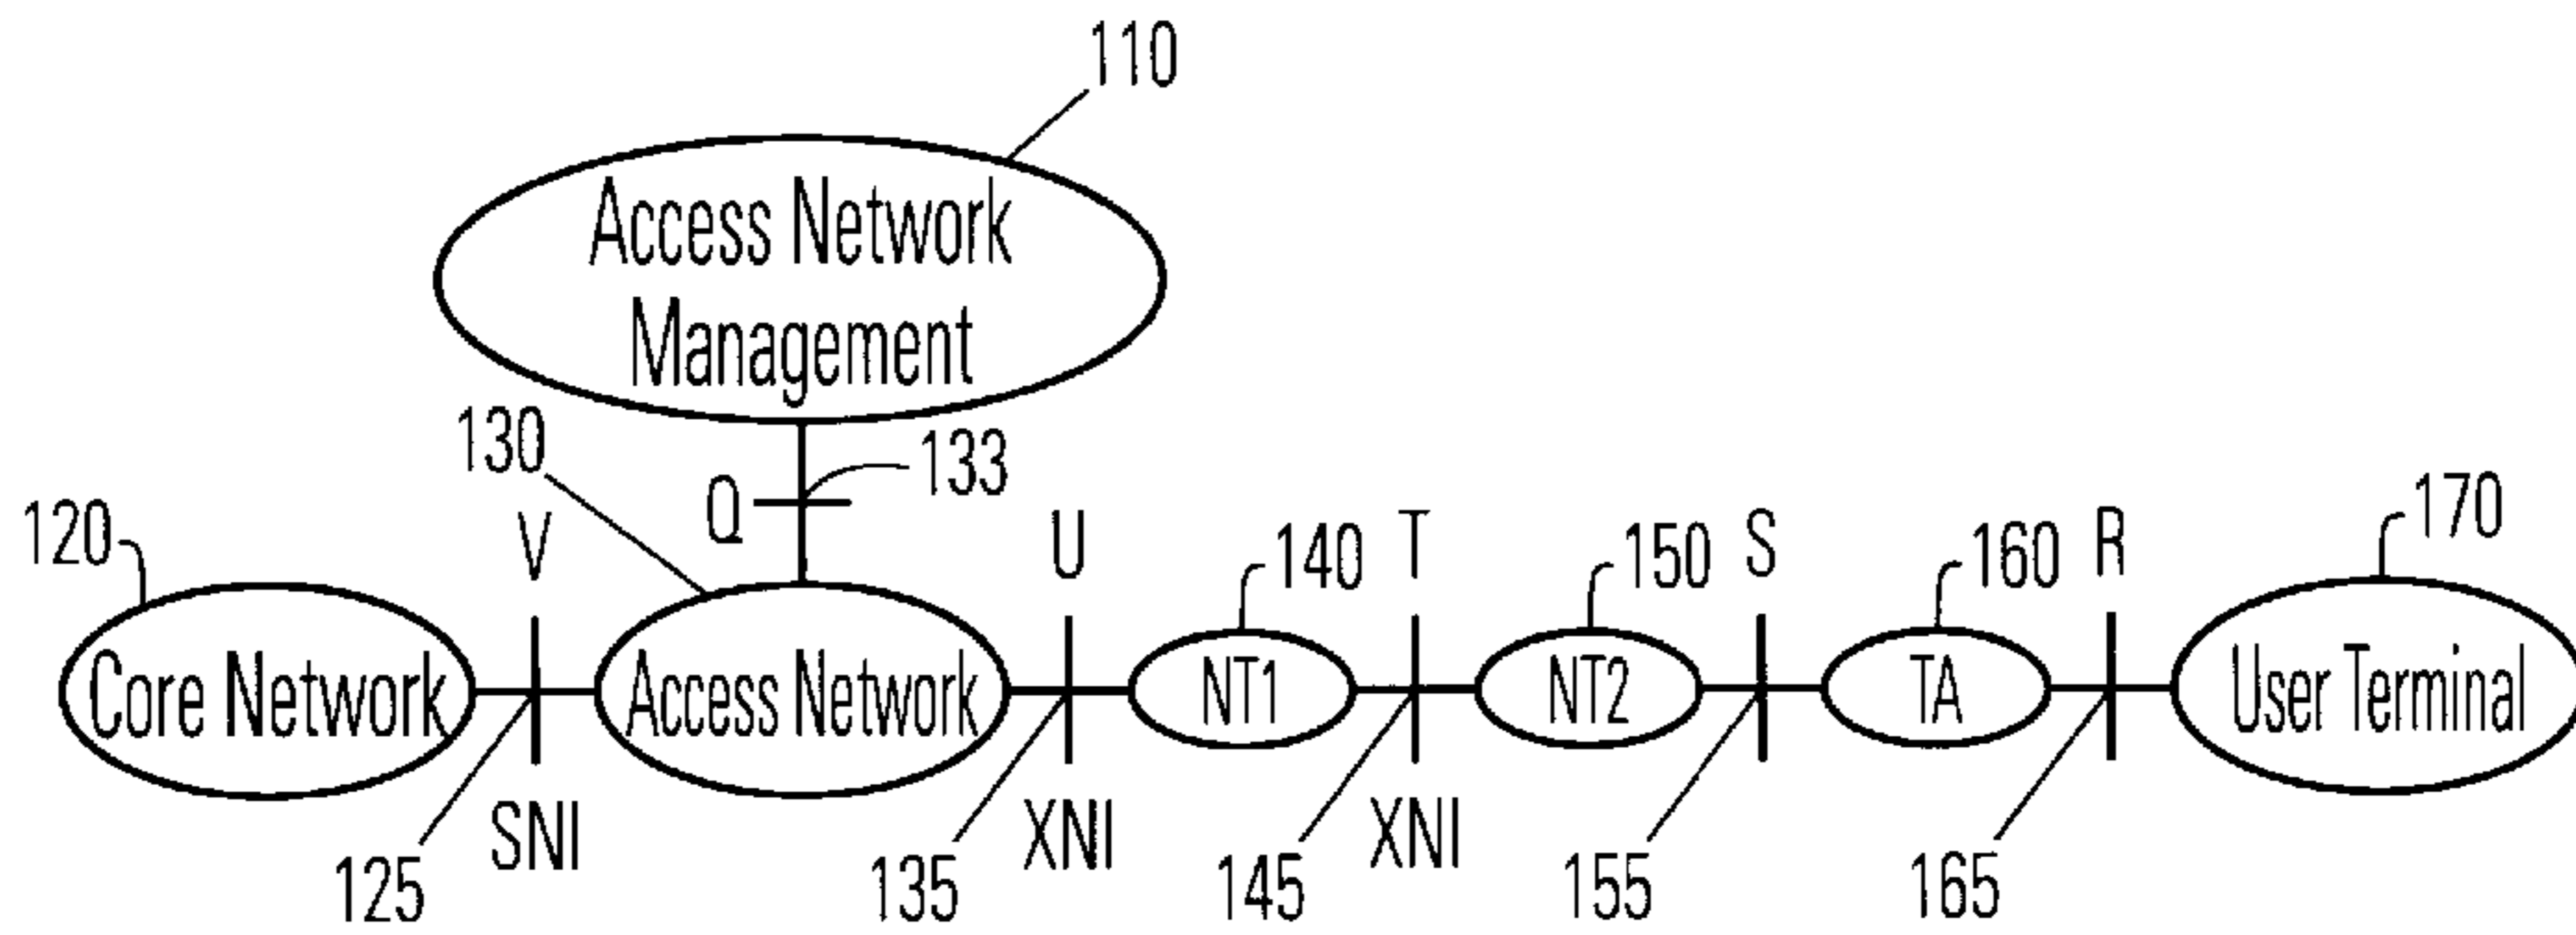 110
Access Network
Management
130
Q
133
120
V
U
140
T
150
S
160
R
170
Core Network
Access Network
NT1
NT2
TA
User Terminal
125
SNI
135
XNI
145
XNI
155
165